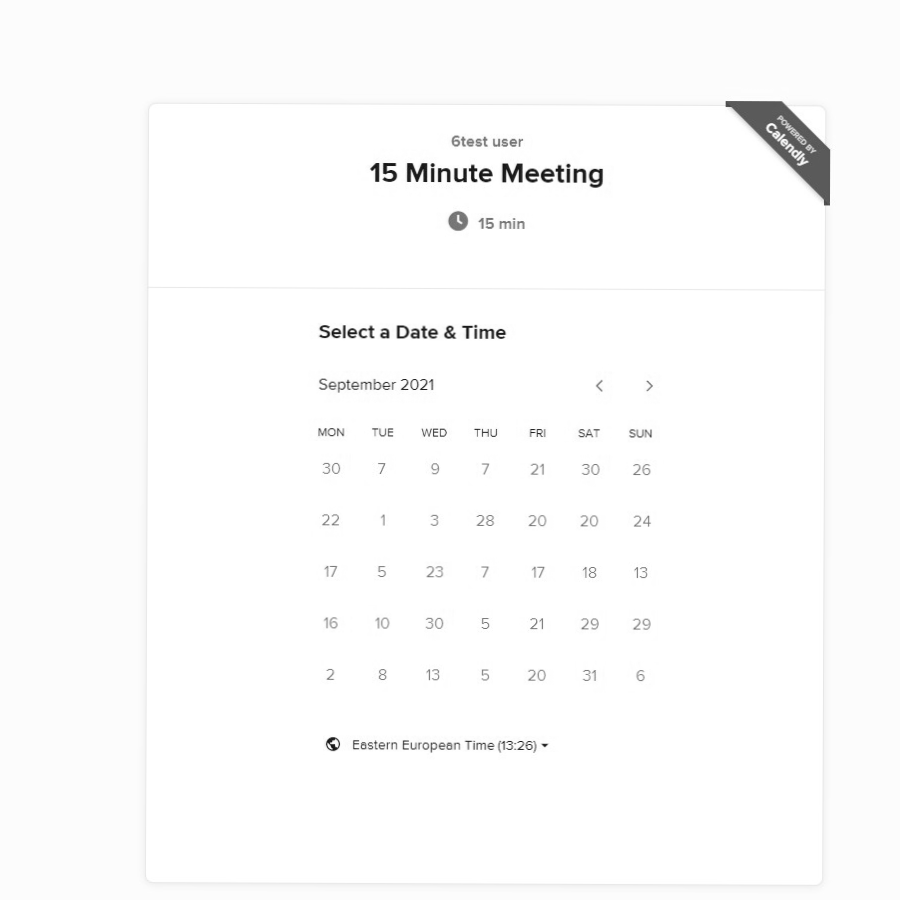 POWERED BY
Calendly
6test user
15 Minute Meeting
15 min
Select a Date & Time
September 2021
MON TUE WED THU FRI SAT SUN
30 7 9 7 21 30 26
22 1 3 28 20 20 24
17 5 23 7 17 18 13
16 10 30 5 21 29 29
2 8 13 5 20 31 6
Eastern European Time (13:26)